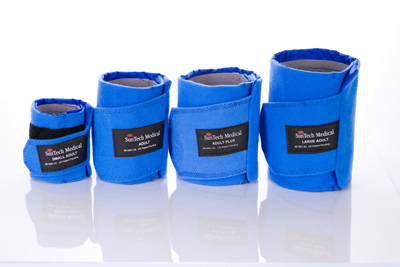 SunTech Medical
SMALL ADULT
SunTech Medical
ADULT
SunTech Medical
ADULT PLUS
SunTech Medical
LARGE ADULT